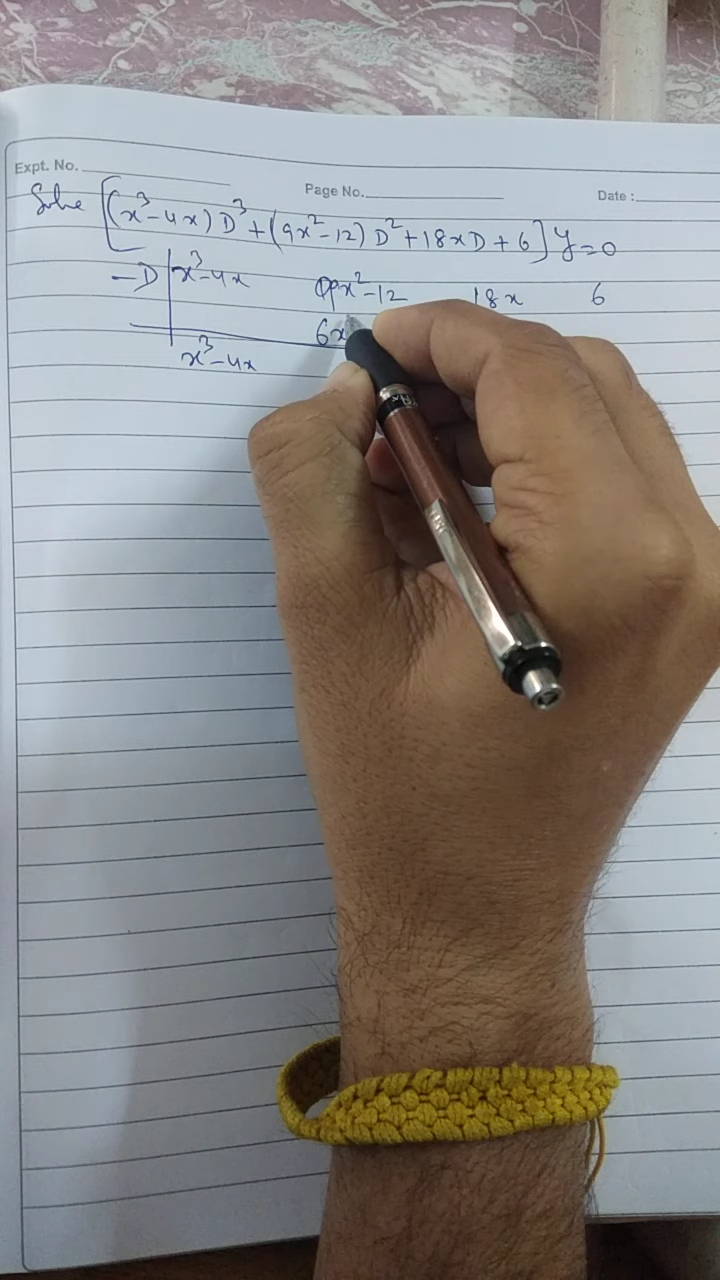 Expt. No.
Page No.
Date :
Solve [(x³-4x) D³ + (9x²-12) D² + 18xD + 6] y = 0
-D | x³-4x 9x²-12 18x 6
6x
x³-4x